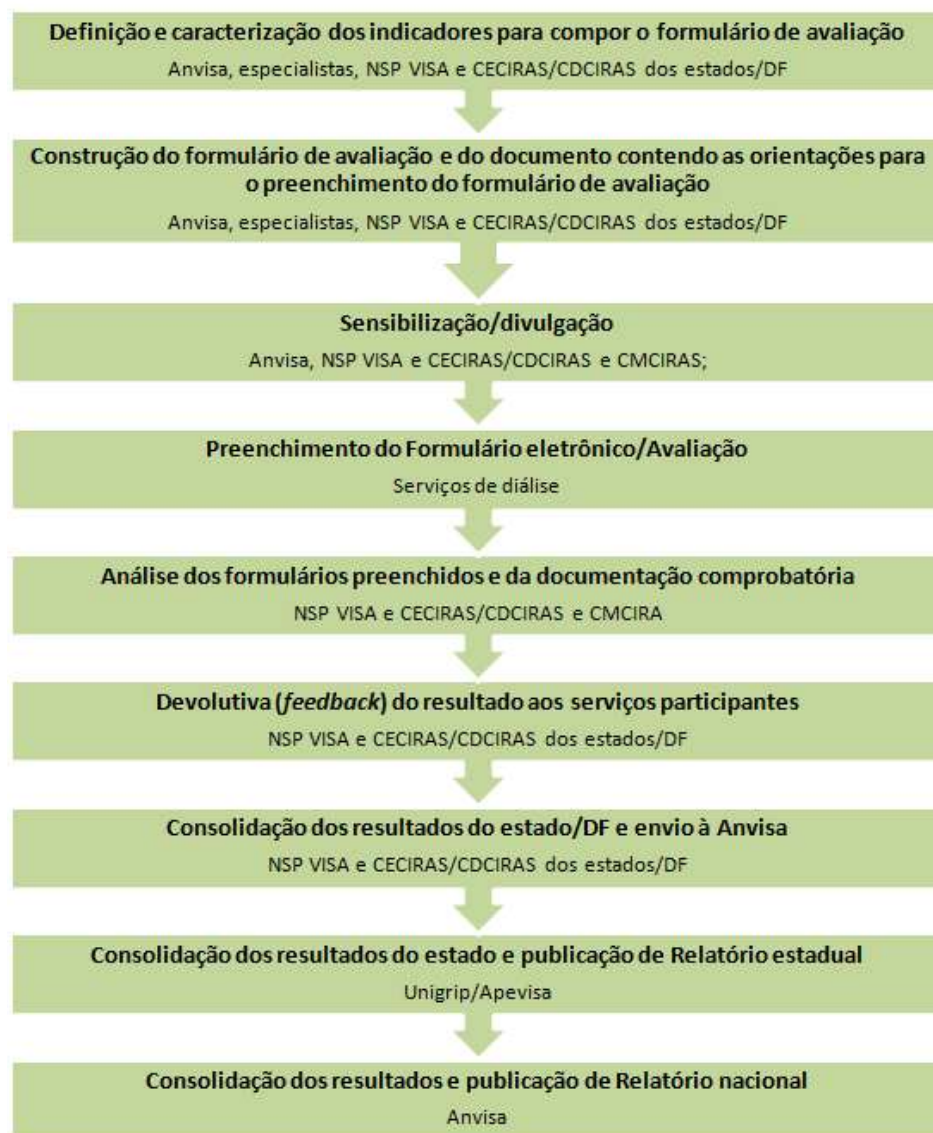 Definição e caracterização dos indicadores para compor o formulário de avaliação
Anvisa, especialistas, NSP VISA e CECIRAS/CDCIRAS dos estados/DF
Construção do formulário de avaliação e do documento contendo as orientações para
o preenchimento do formulário de avaliação
Anvisa, especialistas, NSP VISA e CECIRAS/CDCIRAS dos estados/DF
Sensibilização/divulgação
Anvisa, NSP VISA e CECIRAS/CDCIRAS e CMCIRAS;
Preenchimento do Formulário eletrônico/Avaliação
Serviços de diálise
Análise dos formulários preenchidos e da documentação comprobatória
NSP VISA e CECIRAS/CDCIRAS e CMCIRA
Devolutiva (feedback) do resultado aos serviços participantes
NSP VISA e CECIRAS/CDCIRAS dos estados/DF
Consolidação dos resultados do estado/DF e envio à Anvisa
NSP VISA e CECIRAS/CDCIRAS dos estados/DF
Consolidação dos resultados do estado e publicação de Relatório estadual
Unigrip/Apevisa
Consolidação dos resultados e publicação de Relatório nacional
Anvisa